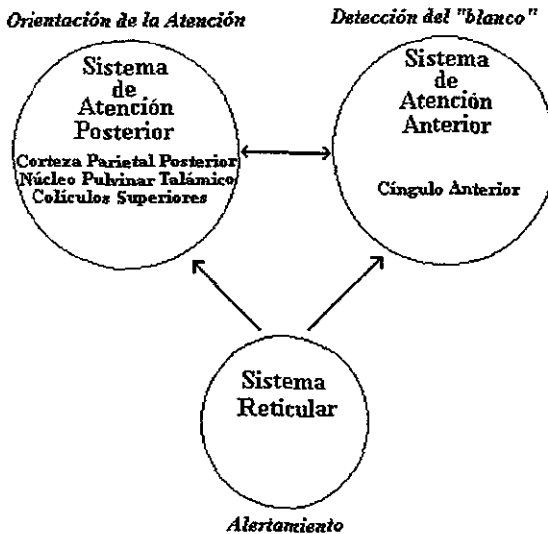 Orientación de la Atención
Detección del "blanco"
Sistema
de
Atención
Posterior
Corteza Parietal Posterior
Núcleo Pulvinar Talámico
Colículos Superiores
Sistema
de
Atención
Anterior
Cíngulo Anterior
Sistema
Reticular
Alertamiento